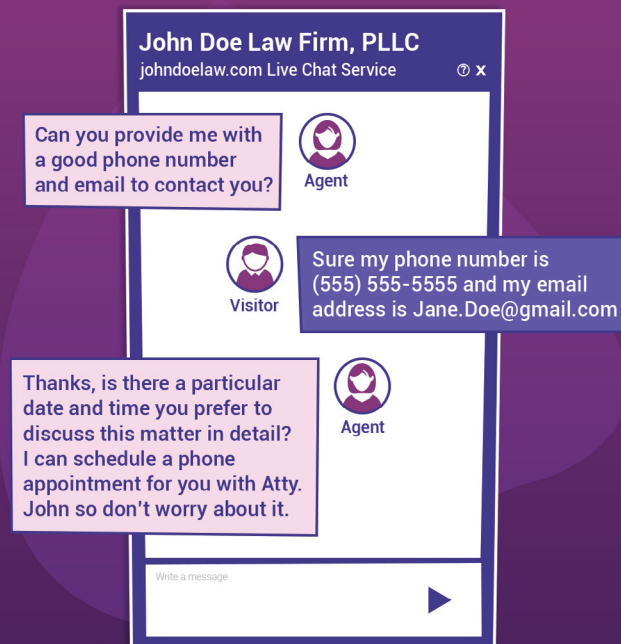 John Doe Law Firm, PLLC
johndoelaw.com Live Chat Service
? x
Can you provide me with
a good phone number
and email to contact you?
Agent
Sure my phone number is
(555) 555-5555 and my email
address is Jane.Doe@gmail.com
Visitor
Thanks, is there a particular
date and time you prefer to
discuss this matter in detail?
I can schedule a phone
appointment for you with Atty.
John so don't worry about it.
Agent
Write a message